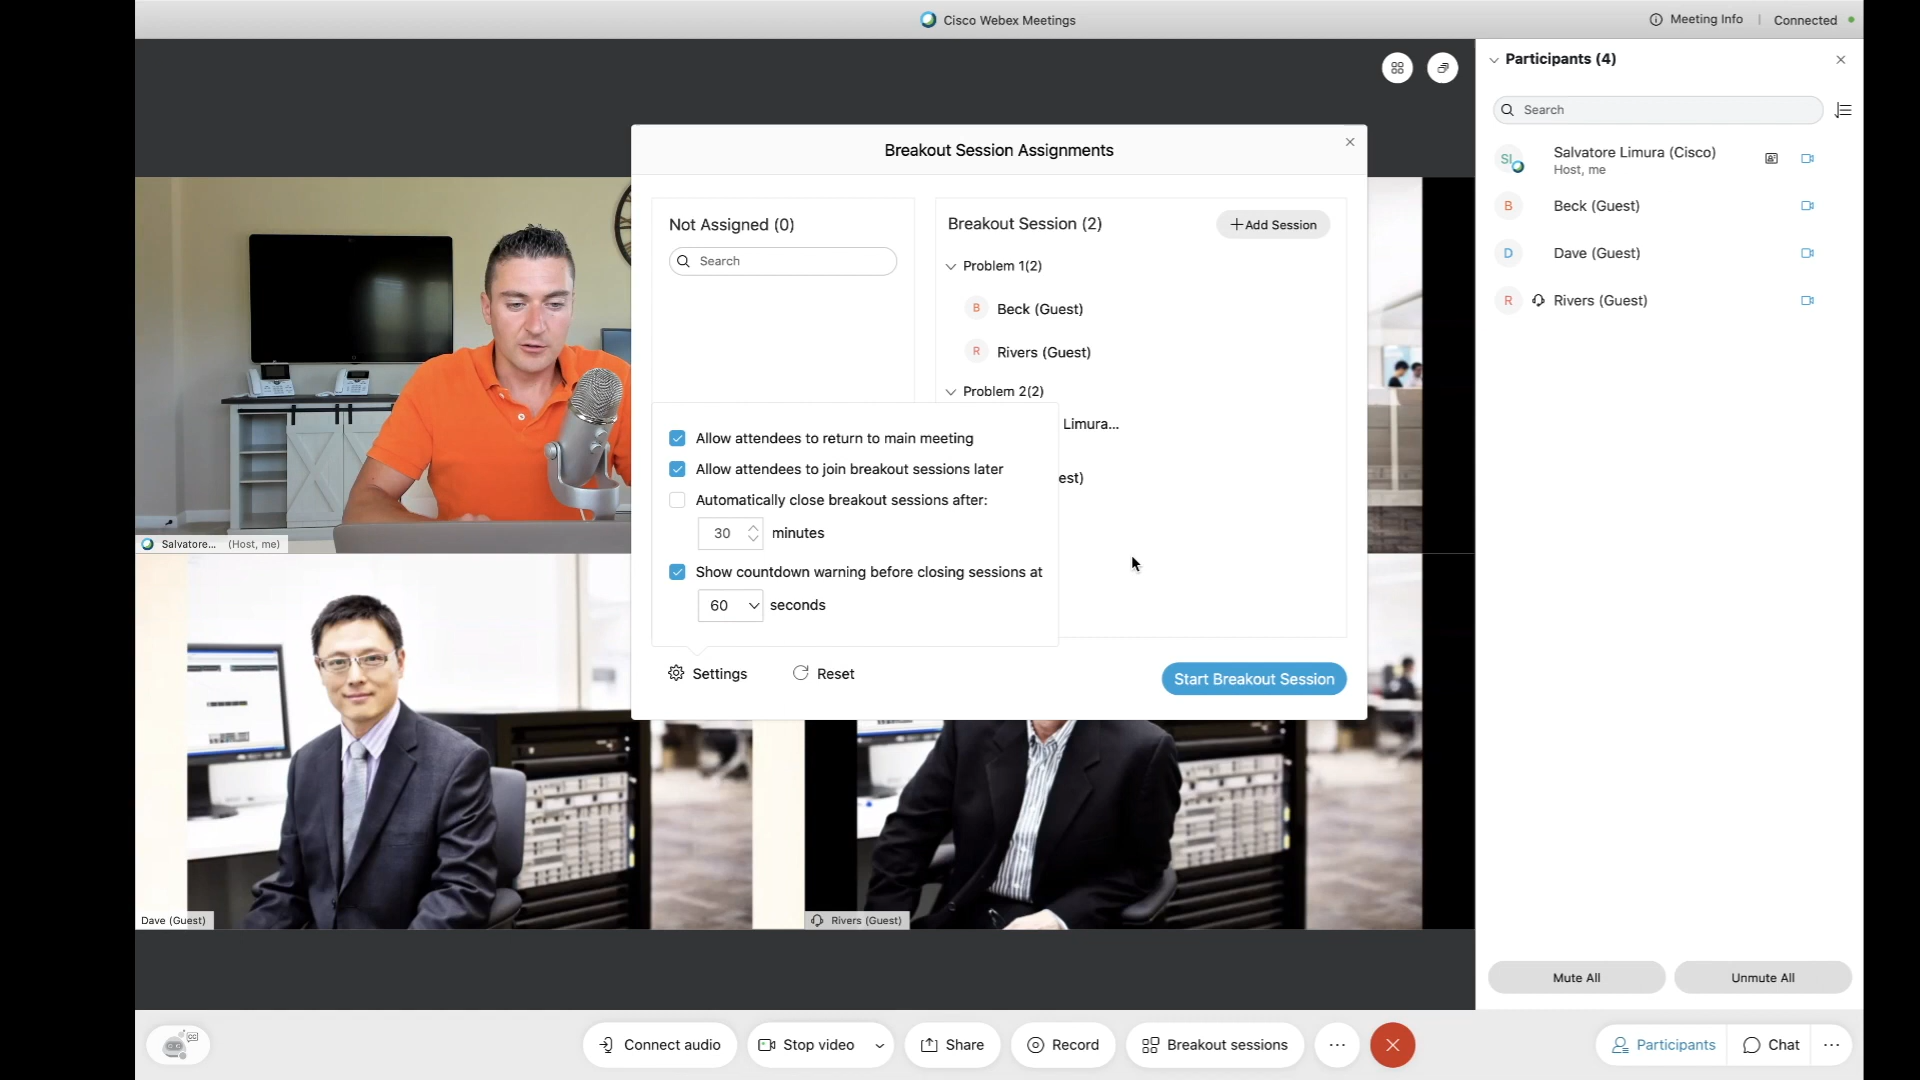 Cisco Webex Meetings
Meeting Info
Connected
Participants (4)
Search
SI
Salvatore Limura (Cisco)
Host, me
B
Beck (Guest)
D
Dave (Guest)
R
Rivers (Guest)
Mute All
Unmute All
Breakout Session Assignments
Not Assigned (0)
Search
Breakout Session (2)
Add Session
Problem 1(2)
B
Beck (Guest)
R
Rivers (Guest)
Problem 2(2)
Limura...
est)
Allow attendees to return to main meeting
Allow attendees to join breakout sessions later
Automatically close breakout sessions after:
30 minutes
Show countdown warning before closing sessions at
60 seconds
Settings
Reset
Start Breakout Session
Salvatore... (Host, me)
Dave (Guest)
Rivers (Guest)
CC
Connect audio
Stop video
Share
Record
Breakout sessions
Participants
Chat